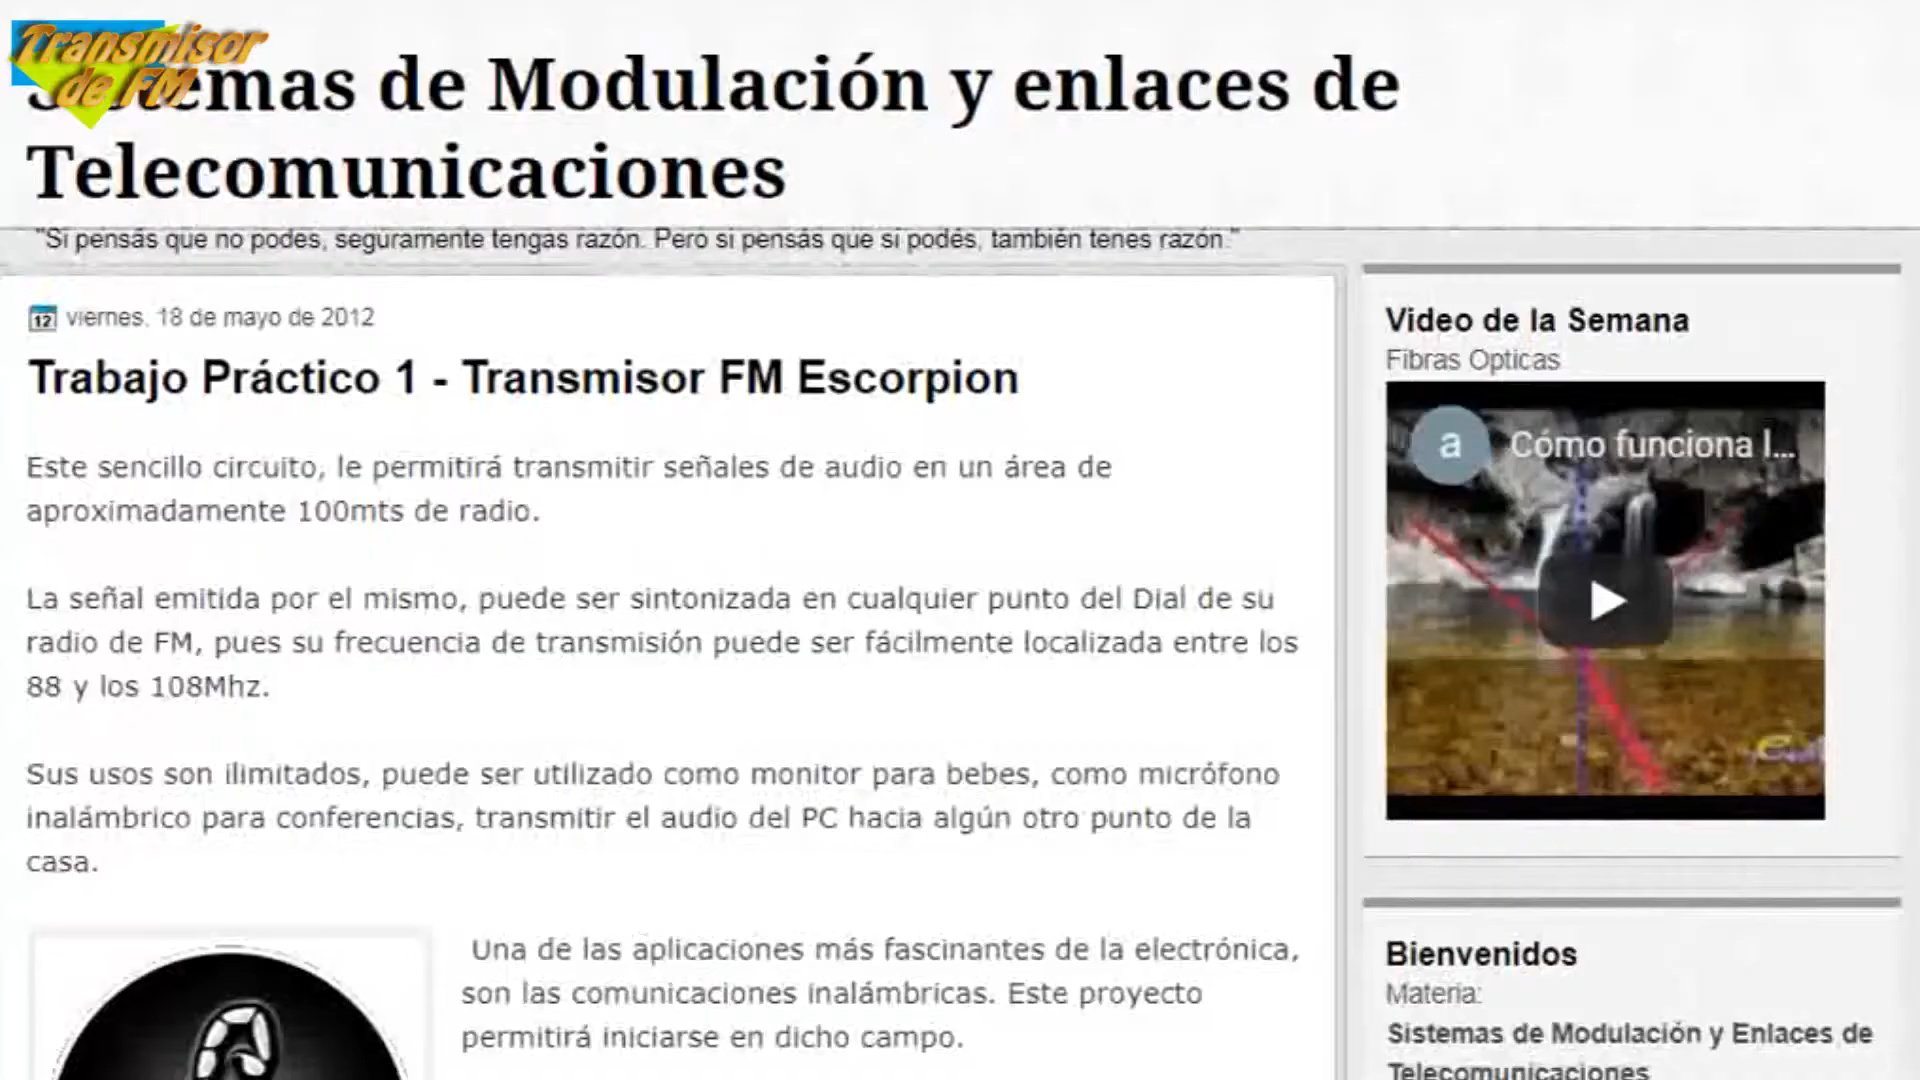 Transmisor
de FM
Sistemas de Modulación y enlaces de
Telecomunicaciones
"Si pensás que no podes, seguramente tengas razón. Pero si pensás que si podés, también tenes razón."
12 viernes, 18 de mayo de 2012
Trabajo Práctico 1 - Transmisor FM Escorpion
Este sencillo circuito, le permitirá transmitir señales de audio en un área de
aproximadamente 100mts de radio.
La señal emitida por el mismo, puede ser sintonizada en cualquier punto del Dial de su
radio de FM, pues su frecuencia de transmisión puede ser fácilmente localizada entre los
88 y los 108Mhz.
Sus usos son ilimitados, puede ser utilizado como monitor para bebes, como micrófono
inalámbrico para conferencias, transmitir el audio del PC hacia algún otro punto de la
casa.
Una de las aplicaciones más fascinantes de la electrónica,
son las comunicaciones inalámbricas. Este proyecto
permitirá iniciarse en dicho campo.
Video de la Semana
Fibras Opticas
a Cómo funciona l...
Bienvenidos
Materia:
Sistemas de Modulación y Enlaces de
Telecomunicaciones